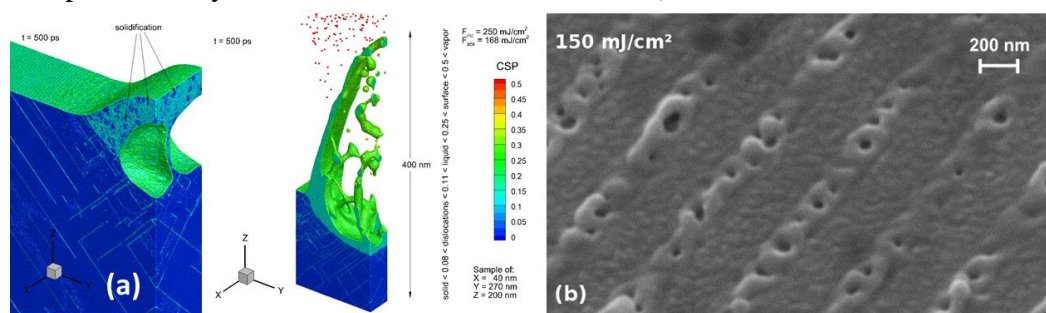 solidification
t = 500 ps
Z
X
Y
(a)
t = 500 ps
Z
X
Y
400 nm
solid < 0.08 < dislocations < 0.11 < liquid < 0.25 < surface < 0.5 < vapor
F_inc = 250 mJ/cm²
F_abs = 168 mJ/cm²
CSP
0.5
0.45
0.4
0.35
0.3
0.25
0.2
0.15
0.1
0.05
0
Sample of:
X = 40 nm
Y = 270 nm
Z = 200 nm
150 mJ/cm²
200 nm
(b)